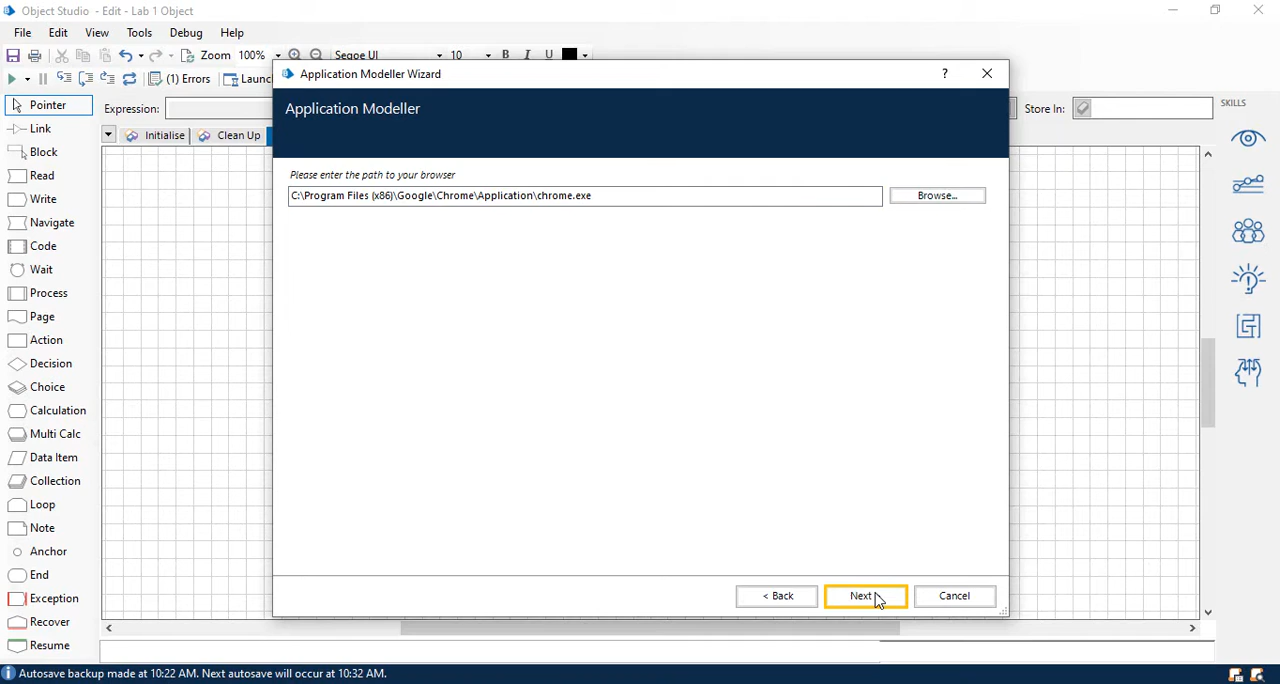 Object Studio - Edit - Lab 1 Object
File Edit View Tools Debug Help
Zoom 100% Segoe UI 10 B I U
(1) Errors Launc
Application Modeller Wizard ?
Application Modeller
Pointer Expression: Store In: SKILLS
Link Initialise Clean Up
Block
Read
Write
Navigate
Code
Wait
Process
Page
Action
Decision
Choice
Calculation
Multi Calc
Data Item
Collection
Loop
Note
Anchor
End
Exception
Recover
Resume
Please enter the path to your browser
C:\Program Files (x86)\Google\Chrome\Application\chrome.exe Browse...
< Back Next Cancel
Autosave backup made at 10:22 AM. Next autosave will occur at 10:32 AM.